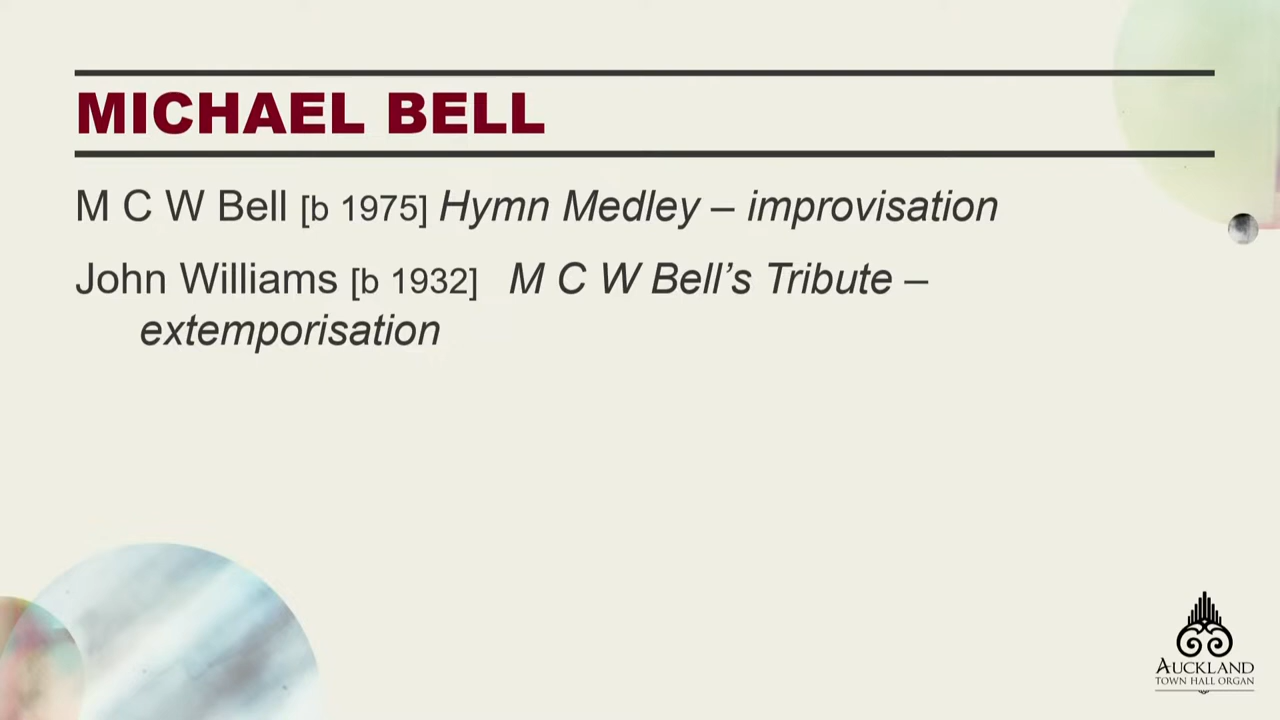 MICHAEL BELL
M C W Bell [b 1975] Hymn Medley – improvisation
John Williams [b 1932] M C W Bell’s Tribute –
extemporisation
AUCKLAND
TOWN HALL ORGAN